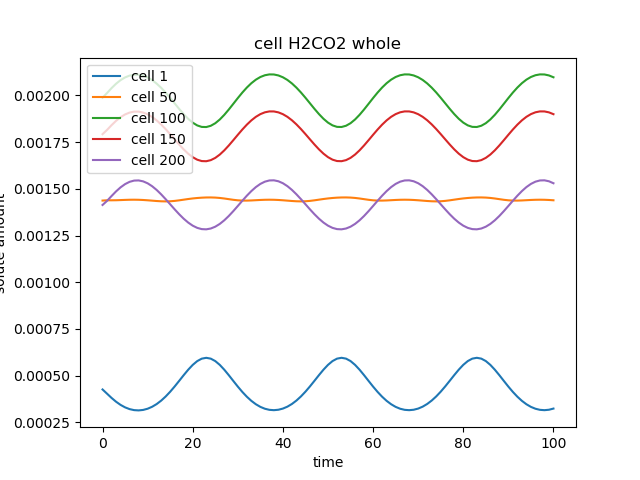 cell H2CO2 whole
cell 1
cell 50
cell 100
cell 150
cell 200
0.00200
0.00175
0.00150
0.00125
0.00100
0.00075
0.00050
0.00025
solute amount
0 20 40 60 80 100
time